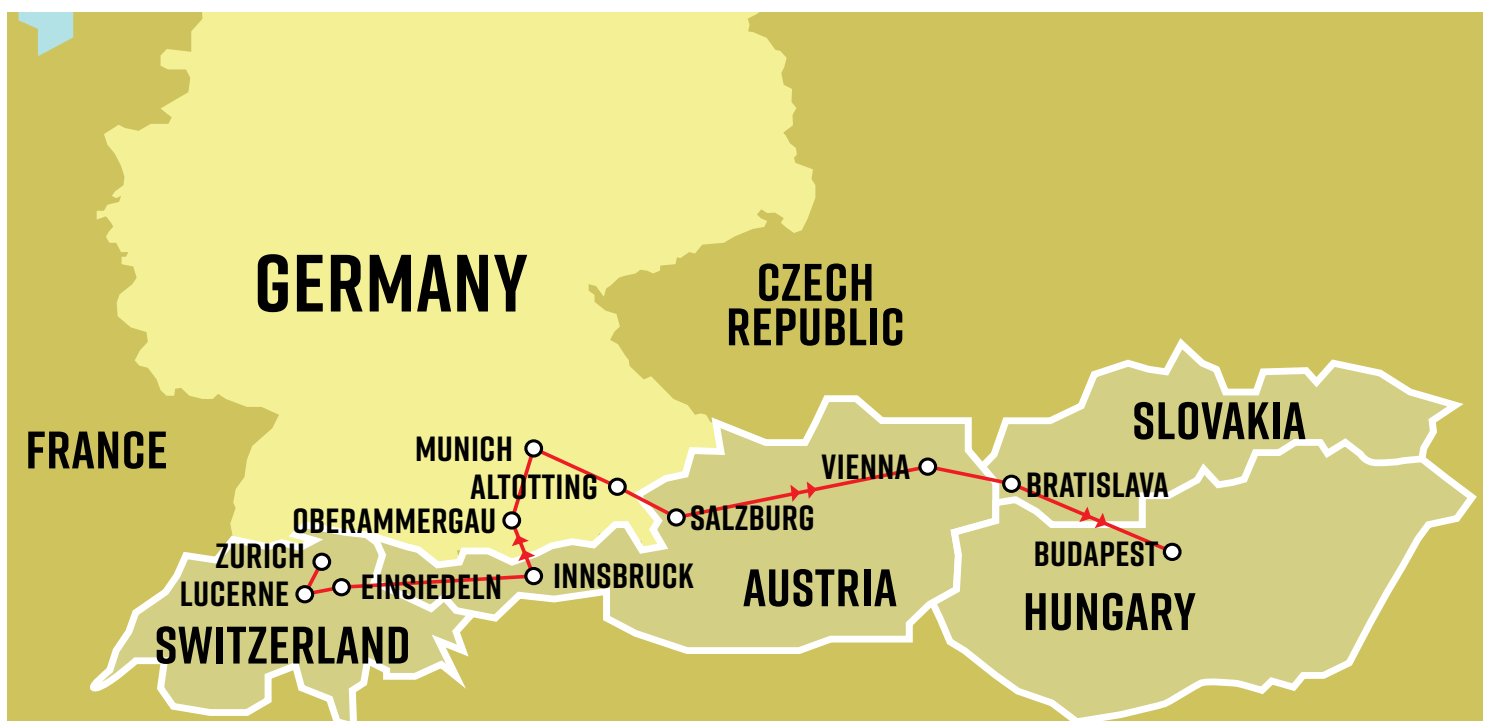 GERMANY
CZECH
REPUBLIC
SLOVAKIA
FRANCE
MUNICH
VIENNA
ALTOTTING
BRATISLAVA
OBERAMMERGAU
SALZBURG
ZURICH
BUDAPEST
LUCERNE
EINSIEDELN
INNSBRUCK
AUSTRIA
HUNGARY
SWITZERLAND